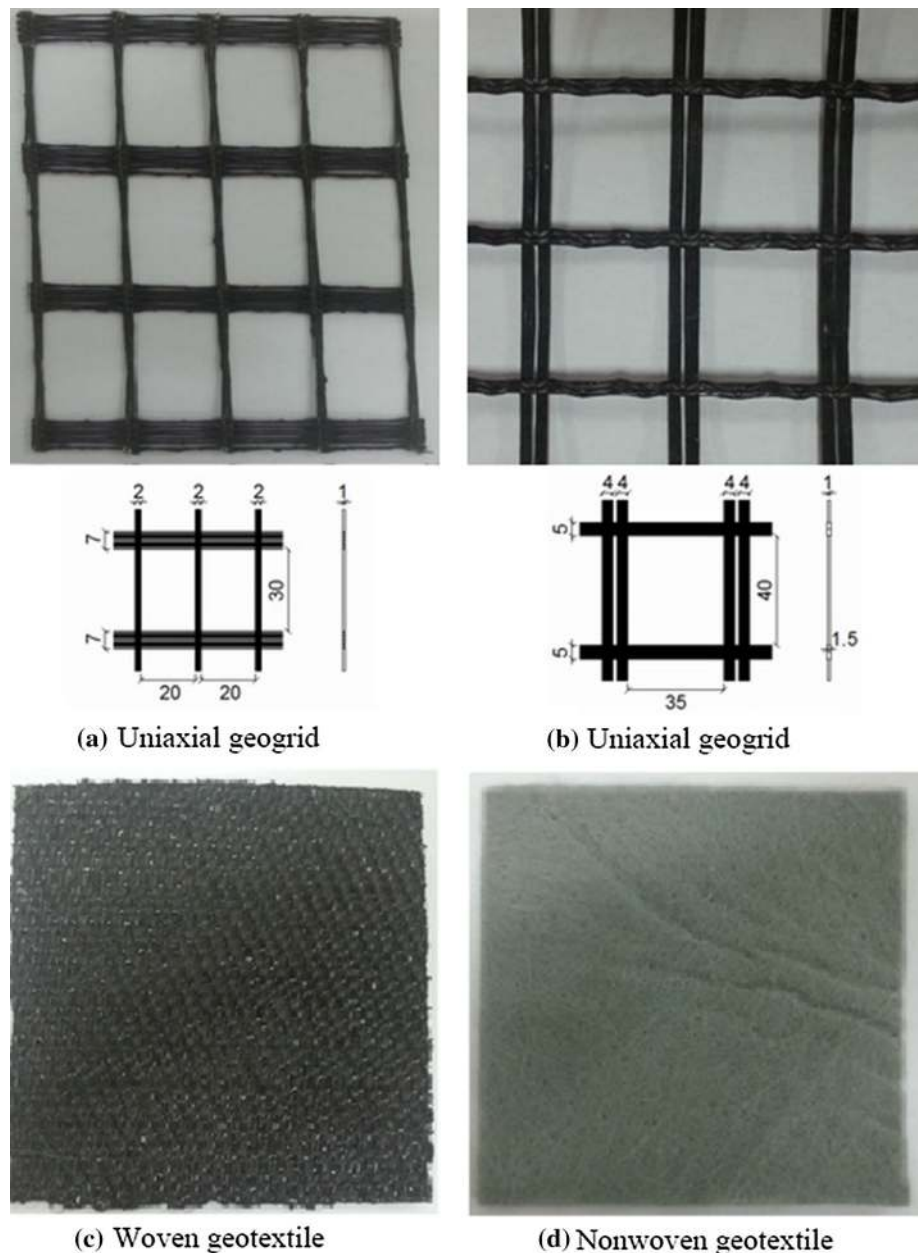 2 2 2 1
7
30
7
20 20
4 4 4 4 1
5
40
5
1.5
35
(a) Uniaxial geogrid
(b) Uniaxial geogrid
(c) Woven geotextile
(d) Nonwoven geotextile